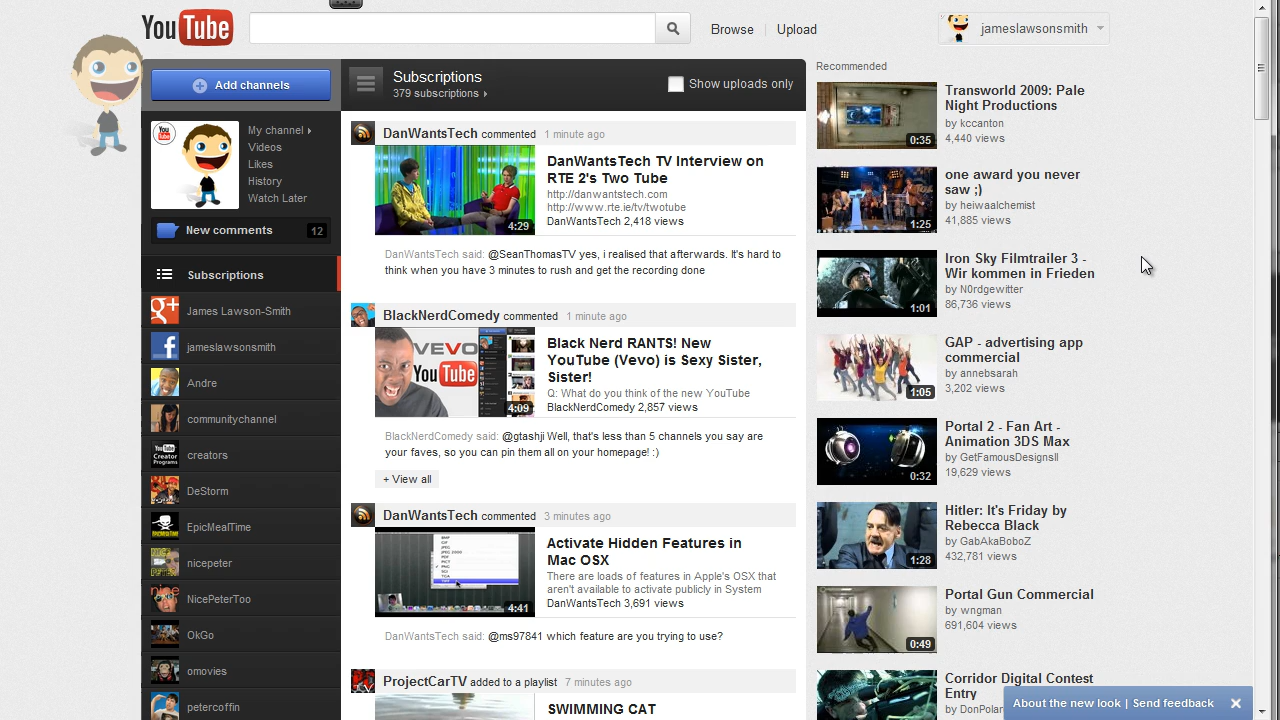 YouTube
Browse | Upload
jameslawsonsmith
Add channels
My channel
Videos
Likes
History
Watch Later
New comments 12
Subscriptions
James Lawson-Smith
jameslawsonsmith
Andre
communitychannel
creators
DeStorm
EpicMealTime
nicepeter
NicePeterToo
OkGo
omovies
petercoffin
Subscriptions
379 subscriptions
Show uploads only
DanWantsTech commented 1 minute ago
4:29
DanWantsTech TV Interview on
RTE 2's Two Tube
http://danwantstech.com
http://www.rte.ie/tv/twotube
DanWantsTech 2,418 views
DanWantsTech said: @SeanThomasTV yes, i realised that afterwards. It's hard to
think when you have 3 minutes to rush and get the recording done
BlackNerdComedy commented 1 minute ago
VEVO
YouTube
4:09
Black Nerd RANTS! New
YouTube (Vevo) is Sexy Sister
Sister!
Q: What do you think of the new YouTube
BlackNerdComedy 2,857 views
BlackNerdComedy said: @gtashji Well, that's less than 5 channels you say are
your faves, so you can pin them all on your homepage! :)
+ View all
DanWantsTech commented 3 minutes ago
4:41
Activate Hidden Features in
Mac OSX
There are loads of features in Apple's OSX that
aren't available to activate publicly in System
DanWantsTech 3,691 views
DanWantsTech said: @ms97841 which feature are you trying to use?
ProjectCarTV added to a playlist 7 minutes ago
SWIMMING CAT
Recommended
0:35
Transworld 2009: Pale
Night Productions
by kccanton
4,440 views
1:25
one award you never
saw ;)
by heiwaalchemist
41,885 views
1:01
Iron Sky Filmtrailer 3 -
Wir kommen in Frieden
by N0rdgewitter
86,736 views
1:05
GAP - advertising app
commercial
by annebsarah
3,202 views
0:32
Portal 2 - Fan Art -
Animation 3DS Max
by GetFamousDesignsII
19,629 views
1:28
Hitler: It's Friday by
Rebecca Black
by GabAkaBoboZ
432,781 views
0:49
Portal Gun Commercial
by wngman
691,604 views
Corridor Digital Contest
Entry
by DonPolar
About the new look | Send feedback